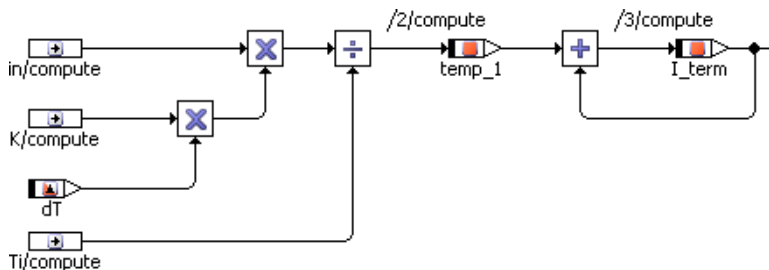 /2/compute
/3/compute
in/compute
temp_1
I_term
K/compute
dT
Ti/compute